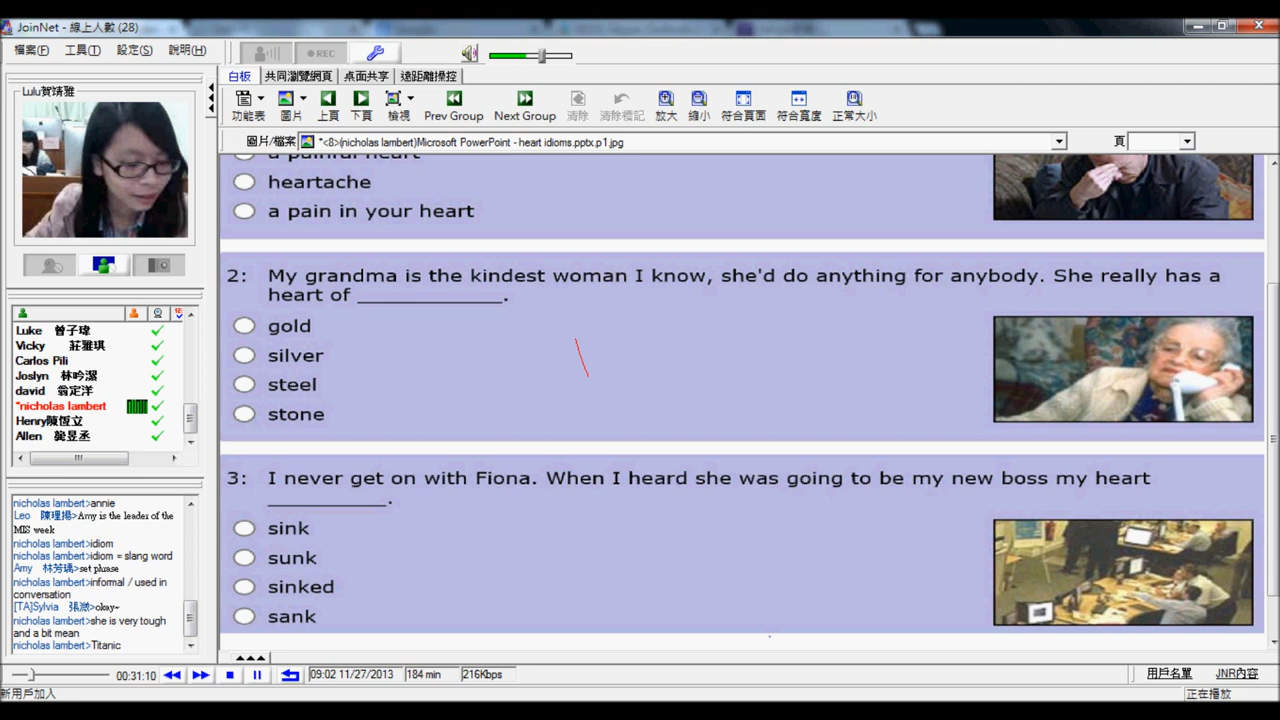 JoinNet - 線上人數 (28)
檔案(F) 工具(T) 設定(S) 說明(H)
REC
Lulu賀靖雅
白板 共同瀏覽網頁 桌面共享 遠距離操控
功能表 圖片 上頁 下頁 檢視 Prev Group Next Group 清除 清除標記 放大 縮小 符合頁面 符合寬度 正常大小
圖片/檔案 *<8>(nicholas lambert)Microsoft PowerPoint - heart idioms.pptx.p1.jpg 頁
a painful heart
heartache
a pain in your heart
2: My grandma is the kindest woman I know, she'd do anything for anybody. She really has a
heart of ____________.
gold
silver
steel
stone
3: I never get on with Fiona. When I heard she was going to be my new boss my heart
__________.
sink
sunk
sinked
sank
Luke 曾子瑋
Vicky 莊雅琪
Carlos Pili
Joslyn 林吟潔
david 翁定洋
*nicholas lambert
Henry陳恆立
Allen 龔昱丞
nicholas lambert>annie
Leo 陳理揚>Amy is the leader of the
MIS week
nicholas lambert>idiom
nicholas lambert>idiom = slang word
Amy 林芳瑀>set phrase
nicholas lambert>informal / used in
conversation
[TA]Sylvia 張瀓>okay~
nicholas lambert>she is very tough
and a bit mean
nicholas lambert>Titanic
00:31:10 09:02 11/27/2013 184 min 216Kbps 用戶名單 JNR內容
新用戶加入 正在播放